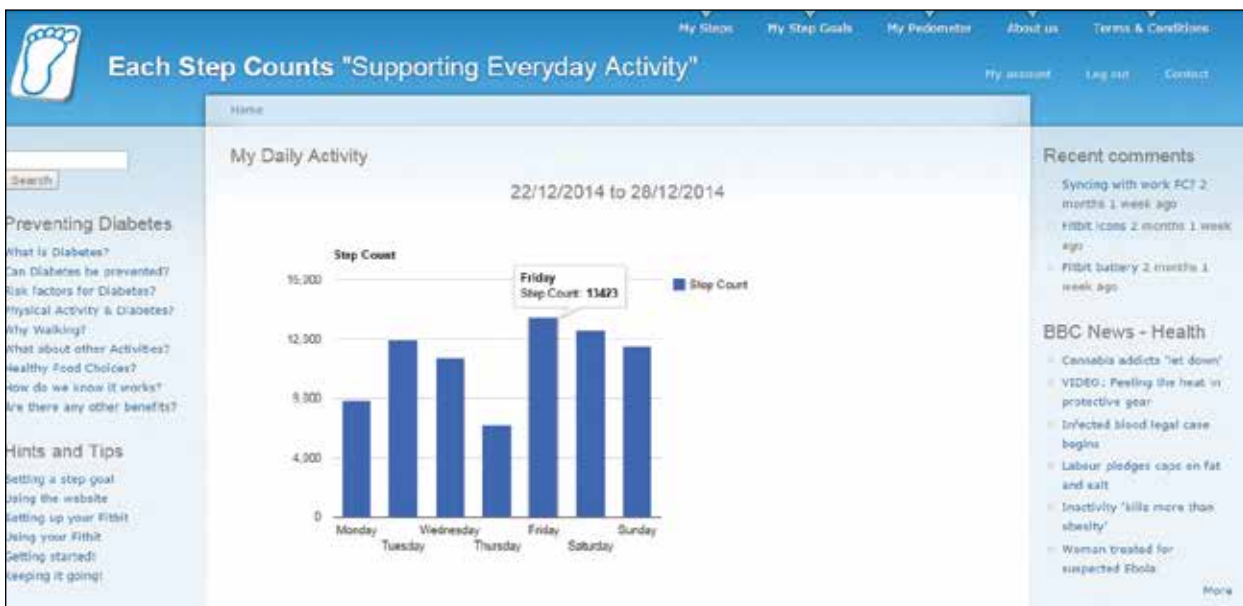 My Steps
My Step Goals
My Pedometer
About us
Terms & Conditions
Each Step Counts "Supporting Everyday Activity"
My account
Log out
Contact
Home
Search
Preventing Diabetes
What is Diabetes?
Can Diabetes be prevented?
Risk factors for Diabetes?
Physical Activity & Diabetes?
Why Walking?
What about other Activities?
Healthy Food Choices?
How do we know it works?
Are there any other benefits?
Hints and Tips
Setting a step goal
Using the website
Setting up your Fitbit
Using your Fitbit
Getting started!
Keeping it going!
My Daily Activity
22/12/2014 to 28/12/2014
Step Count
Friday
Step Count: 13423
Step Count
12,000
4,000
0
Monday
Tuesday
Wednesday
Thursday
Friday
Saturday
Sunday
Recent comments
Syncing with work PC? 2
months 1 week ago
Fitbit icons 2 months 1 week
ago
Fitbit battery 2 months 1
week ago
BBC News - Health
Cannabis addicts 'let down'
VIDEO: Feeling the heat in
protective gear
Infected blood legal case
begins
Labour pledges caps on fat
and salt
Inactivity 'kills more than
obesity'
Woman treated for
suspected Ebola
More